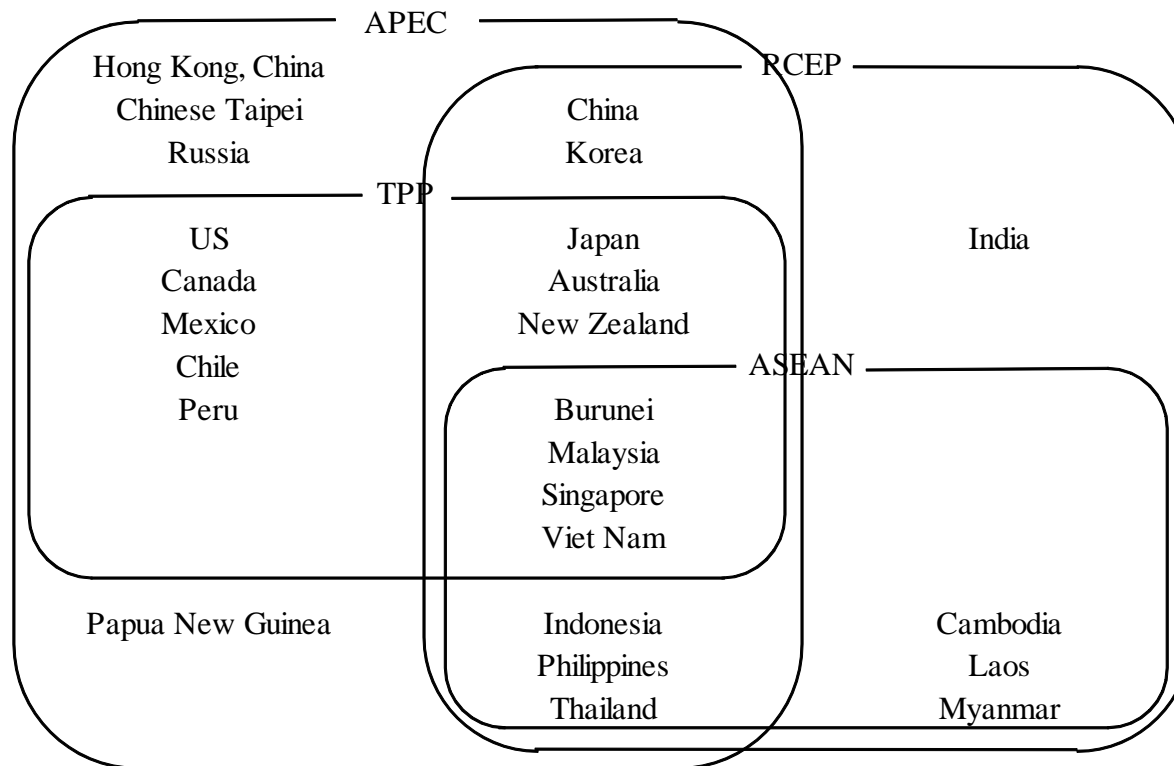 APEC
Hong Kong, China
RCEP
Chinese Taipei
China
Russia
Korea
TPP
US
Japan
India
Canada
Australia
Mexico
New Zealand
Chile
ASEAN
Peru
Burunei
Malaysia
Singapore
Viet Nam
Papua New Guinea
Indonesia
Cambodia
Philippines
Laos
Thailand
Myanmar